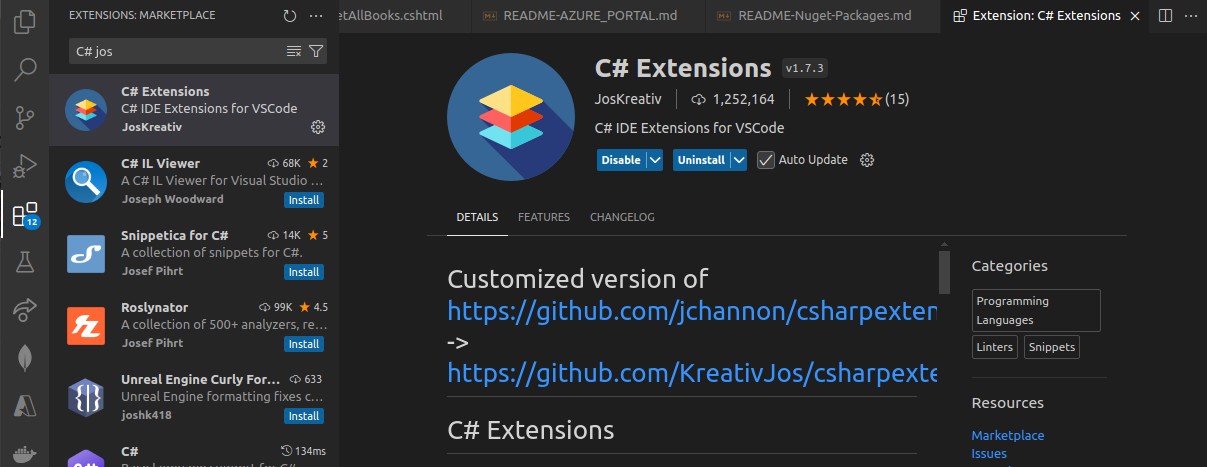 EXTENSIONS: MARKETPLACE
etAllBooks.cshtml
README-AZURE_PORTAL.md
README-Nuget-Packages.md
Extension: C# Extensions
C# jos
C# Extensions
C# IDE Extensions for VSCode
JosKreativ
C# IL Viewer
68K
2
A C# IL Viewer for Visual Studio ...
Joseph Woodward
Install
Snippetica for C#
14K
5
A collection of snippets for C#.
Josef Pihrt
Install
Roslynator
99K
4.5
A collection of 500+ analyzers, re...
Josef Pihrt
Install
Unreal Engine Curly For...
633
Unreal Engine formatting fixes c...
joshk418
Install
C#
134ms
12
C# Extensions
v1.7.3
JosKreativ
1,252,164
(15)
C# IDE Extensions for VSCode
Disable
Uninstall
Auto Update
DETAILS
FEATURES
CHANGELOG
Customized version of
https://github.com/jchannon/csharpexten
->
https://github.com/KreativJos/csharpexte
C# Extensions
Categories
Programming
Languages
Linters
Snippets
Resources
Marketplace
Issues